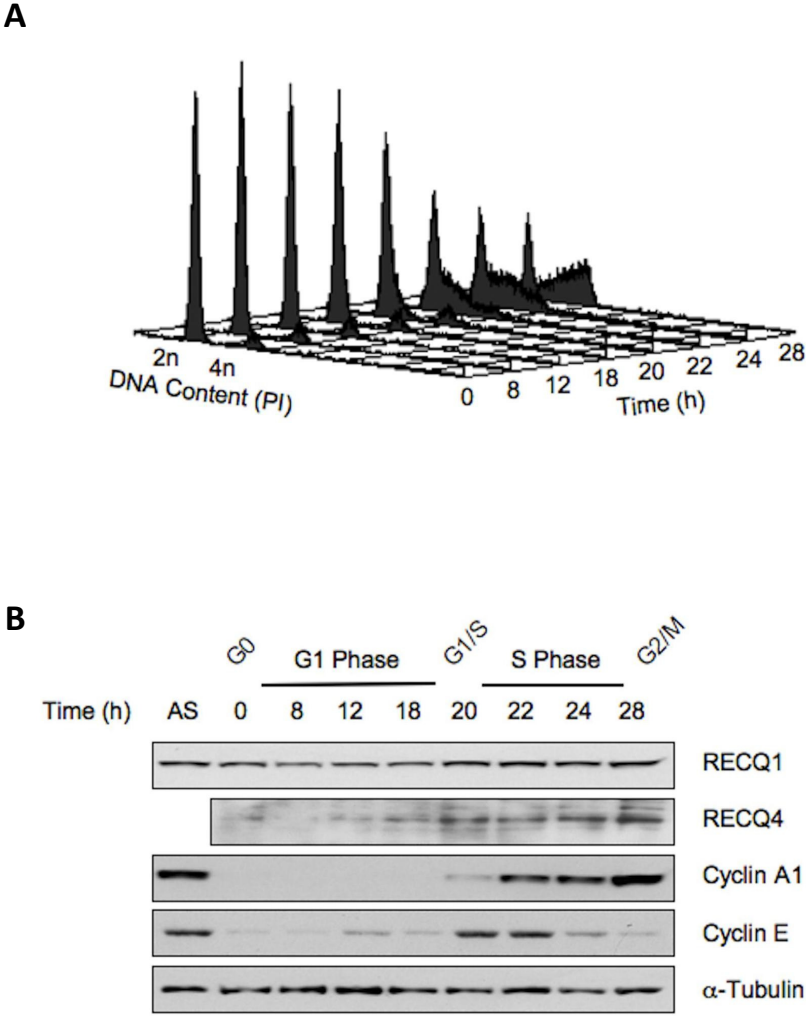 A
2n
4n
DNA Content (PI)
0 8 12 18 20 22 24 28
Time (h)
B
G0 G1 Phase G1/S S Phase G2/M
Time (h) AS 0 8 12 18 20 22 24 28
RECQ1
RECQ4
Cyclin A1
Cyclin E
α-Tubulin